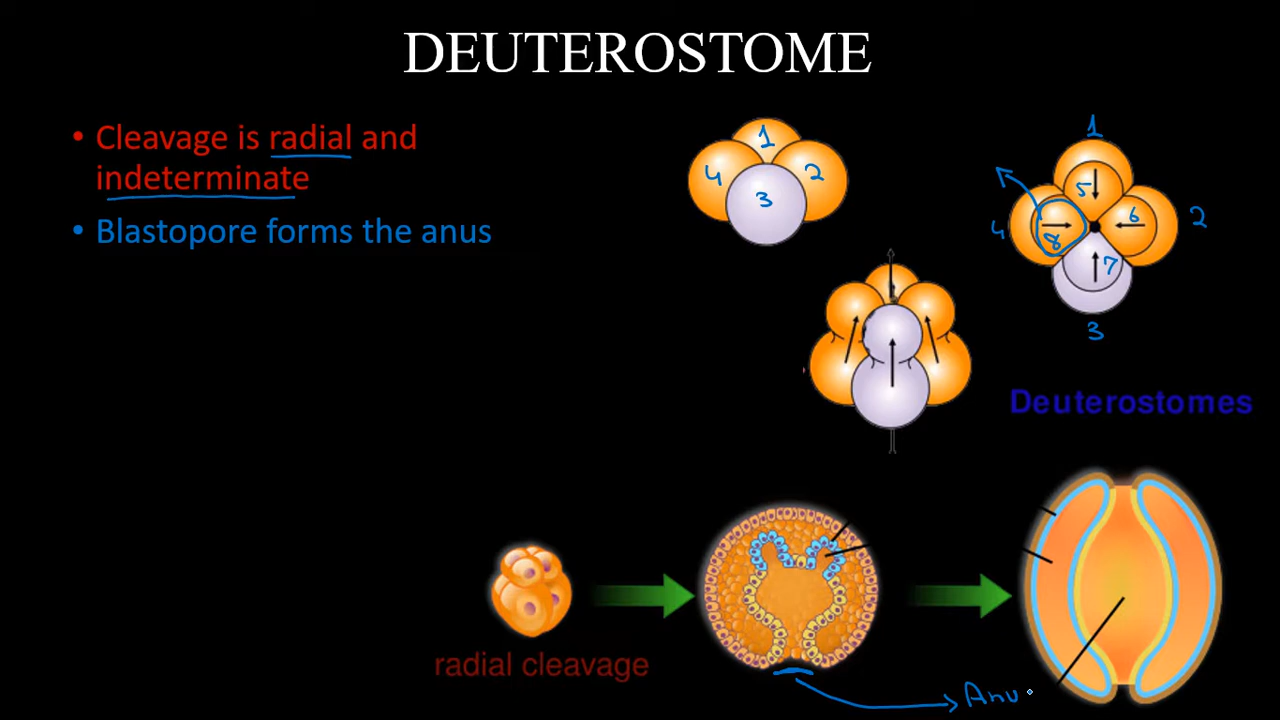 DEUTEROSTOME
• Cleavage is radial and
indeterminate
• Blastopore forms the anus
1
4 2
3
1
5
4 8 6 2
7
3
Deuterostomes
radial cleavage
Anu